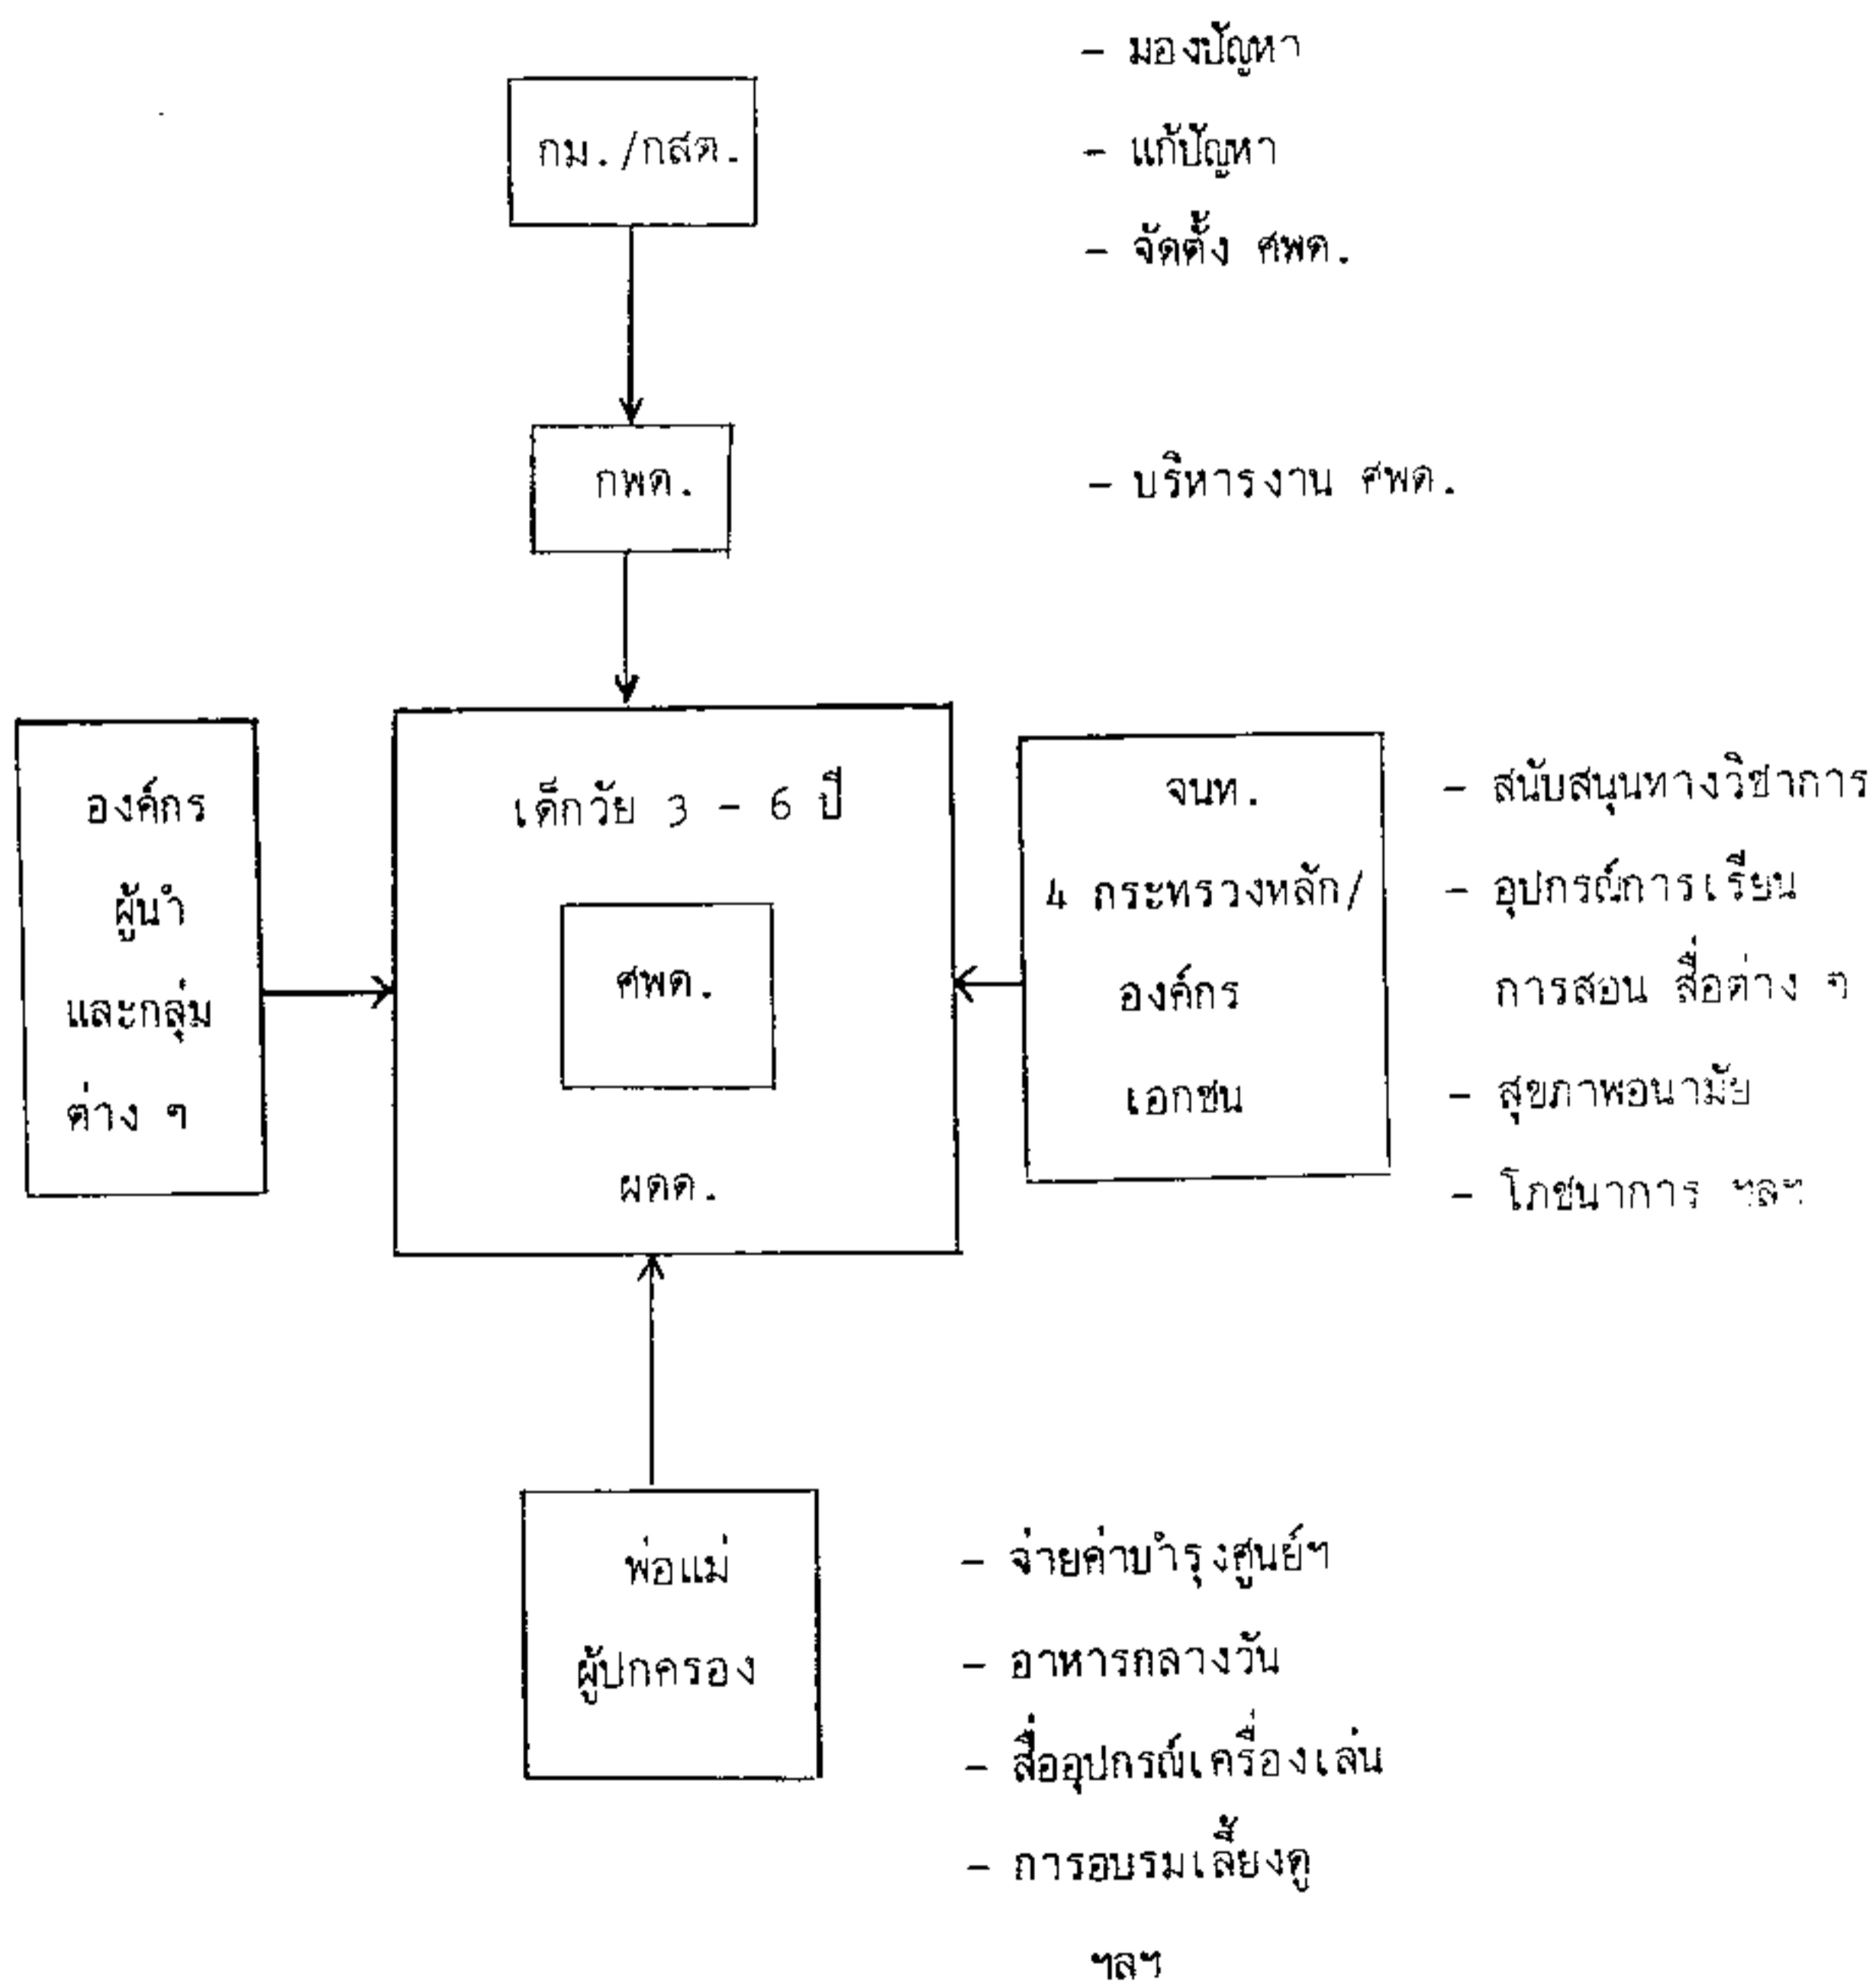 - มองปัญหา
กม./กสต.
- แก้ปัญหา
- จัดตั้ง ศพด.
กพด.
- บริหารงาน ศพด.
องค์กร
ผู้นำ
และกลุ่ม
ต่าง ๆ
เด็กวัย 3 - 6 ปี
ศพด.
ผดด.
จนท.
4 กระทรวงหลัก/
องค์กร
เอกชน
- สนับสนุนทางวิชาการ
- อุปกรณ์การเรียน
การสอน สื่อต่าง ๆ
- สุขภาพอนามัย
- โภชนาการ ฯลฯ
พ่อแม่
ผู้ปกครอง
- จ่ายค่าบำรุงศูนย์ฯ
- อาหารกลางวัน
- สื่ออุปกรณ์เครื่องเล่น
- การอบรมเลี้ยงดู
ฯลฯ